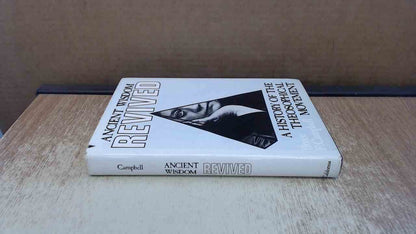 ANCIENT WISDOM
REVIVED
A HISTORY OF THE
THEOSOPHICAL
MOVEMENT
Campbell
ANCIENT
WISDOM
REVIVED